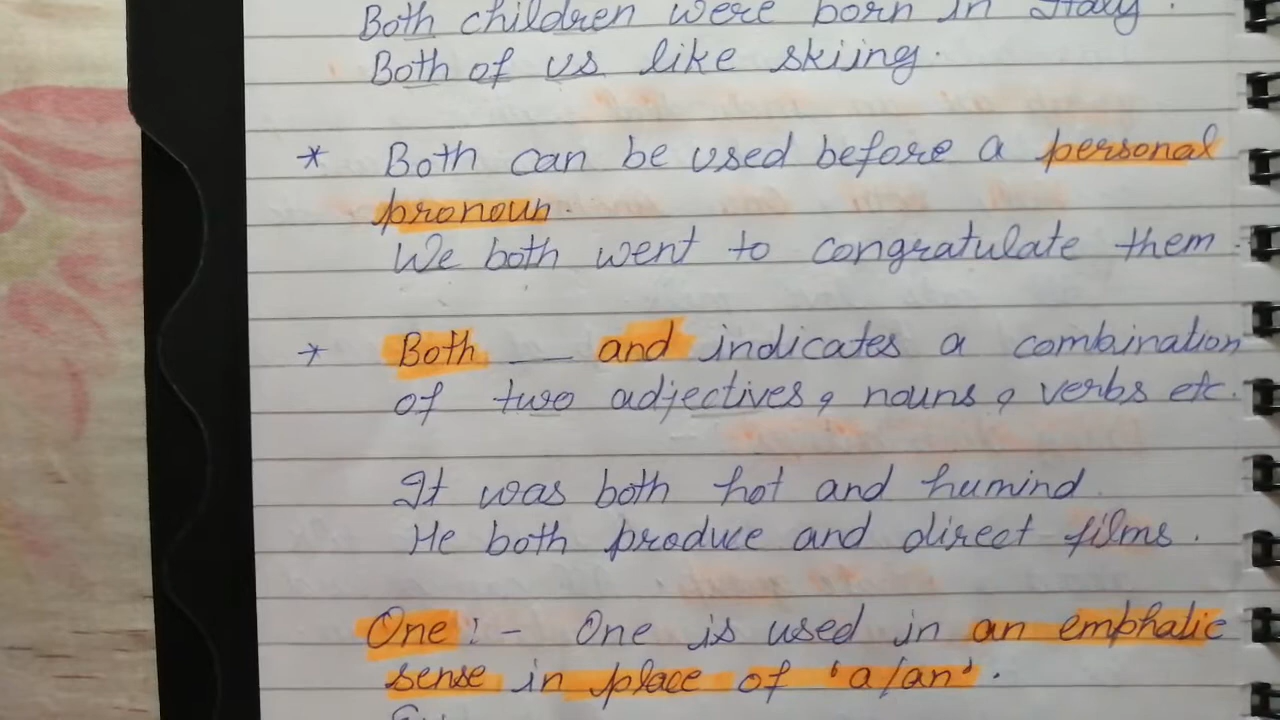 Both children were born in Italy.
Both of us like skiing.
* Both can be used before a personal
pronoun.
We both went to congratulate them.
* Both __ and indicates a combination
of two adjectives, nouns, verbs etc.
It was both hot and humind
He both produce and direct films.
One :- One is used in an emphatic
sense in place of 'a/an'.